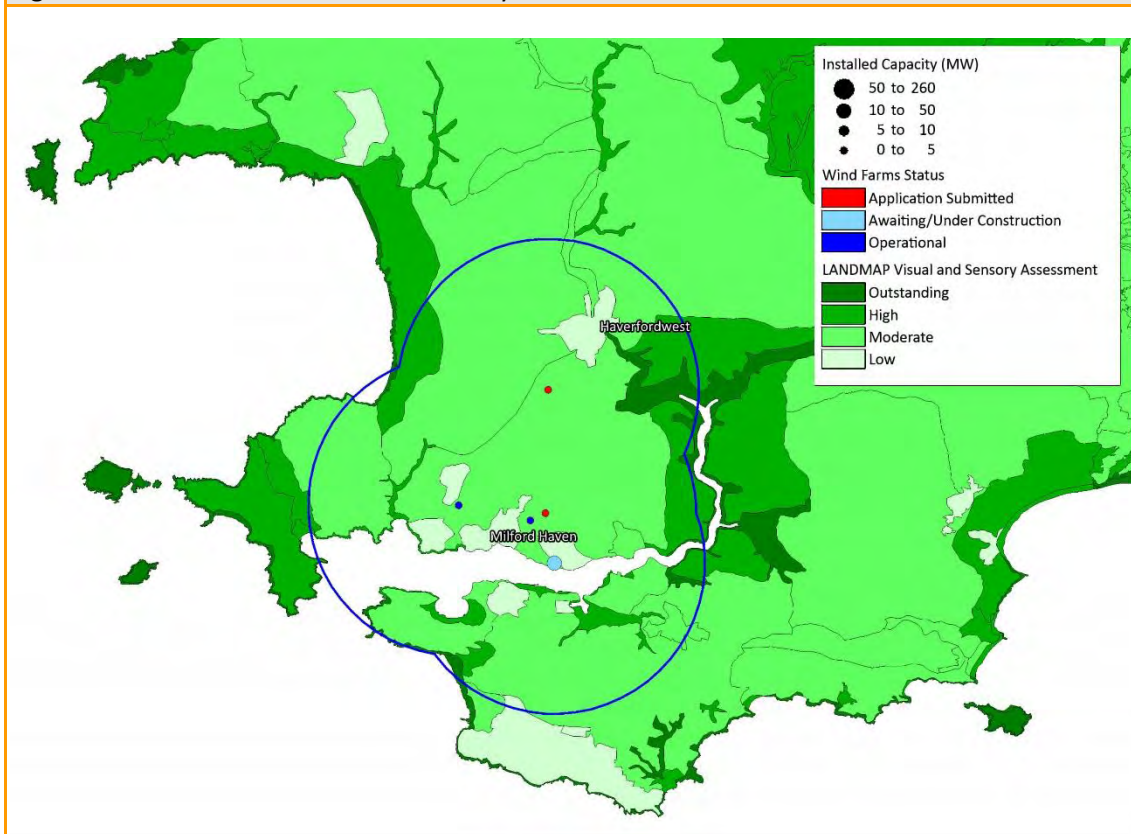 Installed Capacity (MW)
50 to 260
10 to 50
5 to 10
0 to 5
Wind Farms Status
Application Submitted
Awaiting/Under Construction
Operational
LANDMAP Visual and Sensory Assessment
Outstanding
High
Moderate
Low
Haverfordwest
Milford Haven